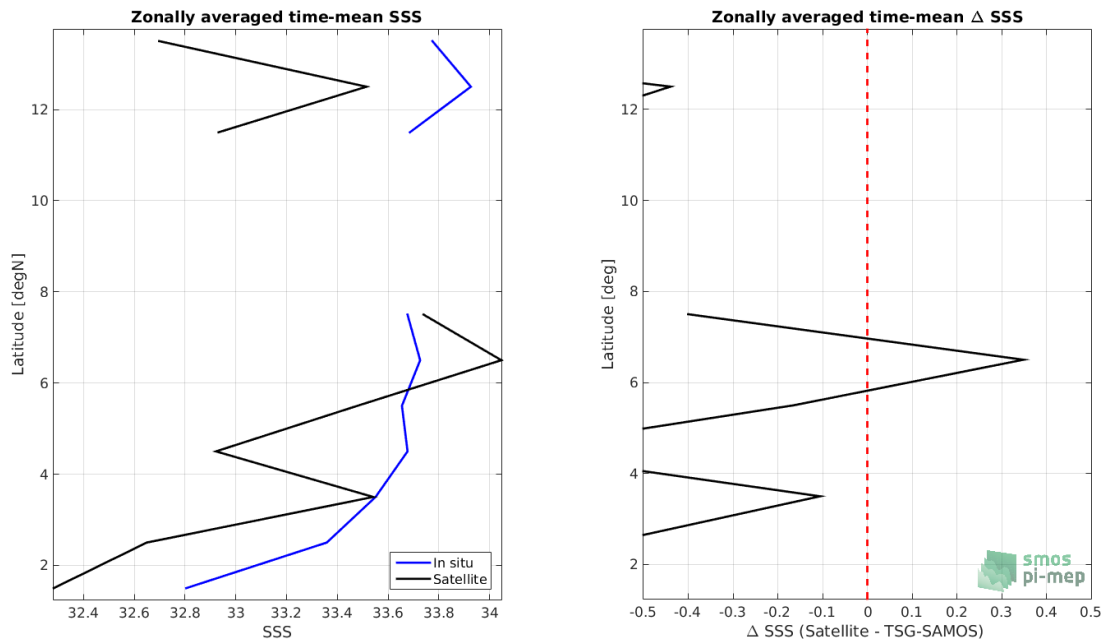 Zonally averaged time-mean SSS
12
10
8
6
4
2
Latitude [degN]
32.4 32.6 32.8 33 33.2 33.4 33.6 33.8 34
SSS
In situ
Satellite
Zonally averaged time-mean Δ SSS
12
10
8
6
4
2
Latitude [deg]
-0.5 -0.4 -0.3 -0.2 -0.1 0 0.1 0.2 0.3 0.4 0.5
Δ SSS (Satellite - TSG-SAMOS)
smos
pi-mep